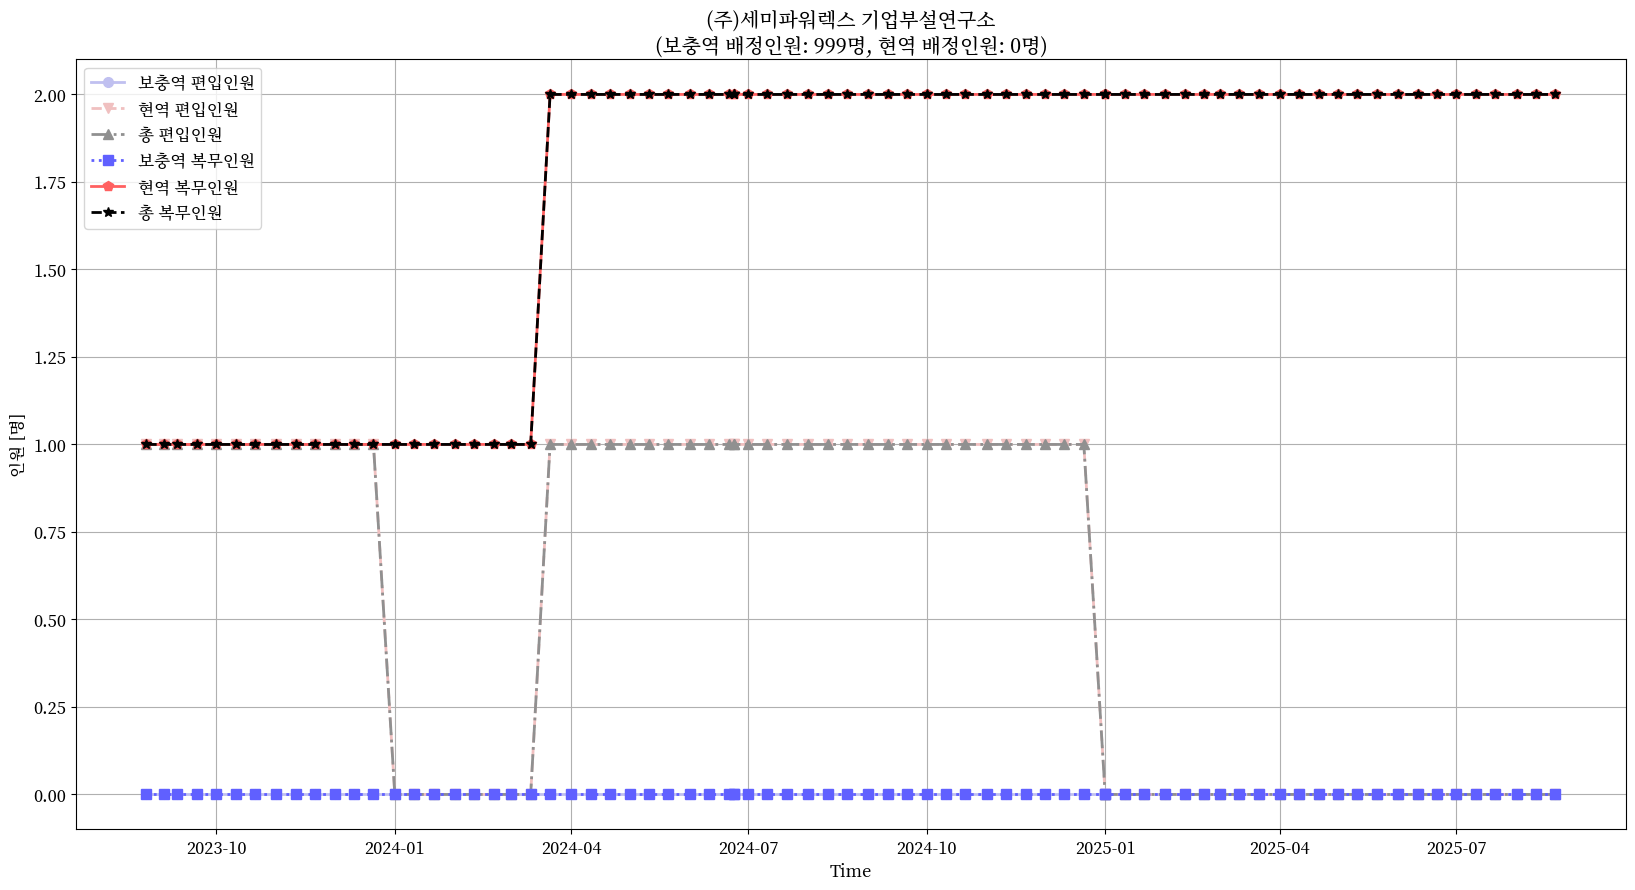 (주)세미파워렉스 기업부설연구소
(보충역 배정인원: 999명, 현역 배정인원: 0명)
보충역 편입인원
현역 편입인원
총 편입인원
보충역 복무인원
현역 복무인원
총 복무인원
인원 [명]
2.00
1.75
1.50
1.25
1.00
0.75
0.50
0.25
0.00
2023-10
2024-01
2024-04
2024-07
2024-10
2025-01
2025-04
2025-07
Time